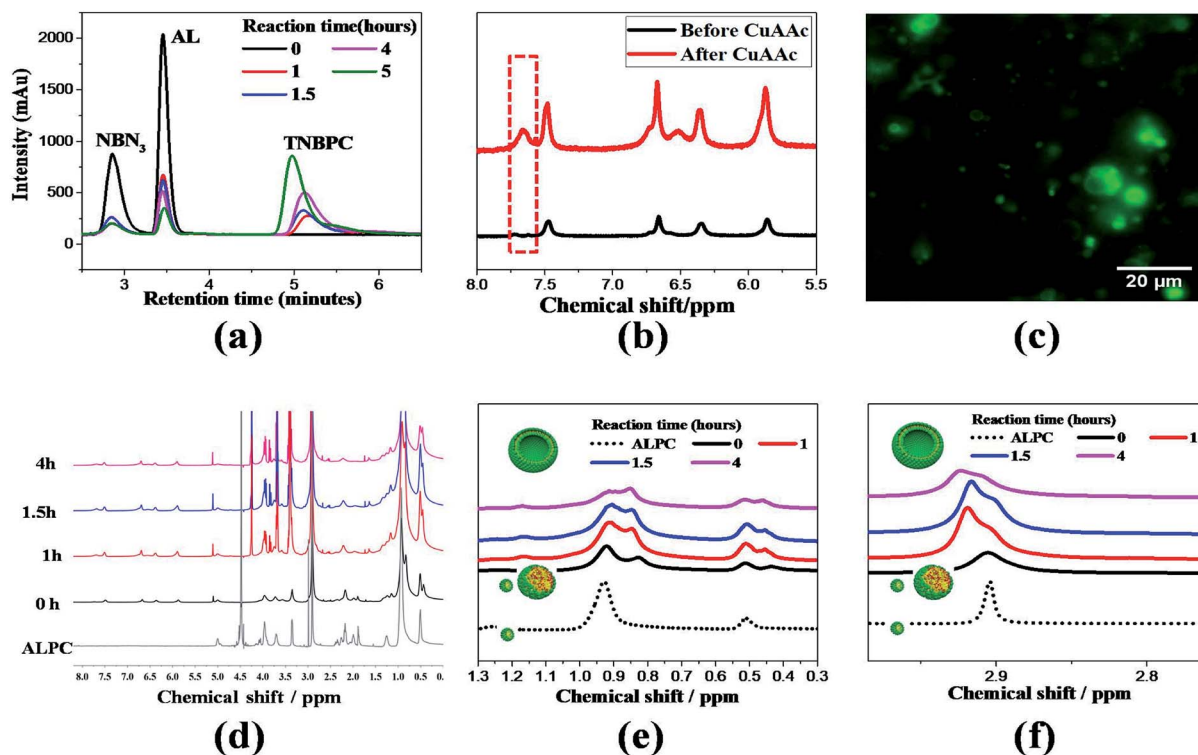 Reaction time(hours)
0 4
1 5
1.5
AL
NBN3
TNBPC
2000
1500
1000
500
0
Intensity (mAu)
3 4 5 6
Retention time (minutes)
(a)
Before CuAAc
After CuAAc
8.0 7.5 7.0 6.5 6.0 5.5
Chemical shift/ppm
(b)
20 µm
(c)
4h
1.5h
1h
0 h
ALPC
8.0 7.5 7.0 6.5 6.0 5.5 5.0 4.5 4.0 3.5 3.0 2.5 2.0 1.5 1.0 0.5 0.
Chemical shift / ppm
(d)
Reaction time (hours)
ALPC 0 1
1.5 4
1.3 1.2 1.1 1.0 0.9 0.8 0.7 0.6 0.5 0.4 0.3
Chemical shift / ppm
(e)
Reaction time (hours)
ALPC 0 1
1.5 4
2.9 2.8
Chemical shift / ppm
(f)